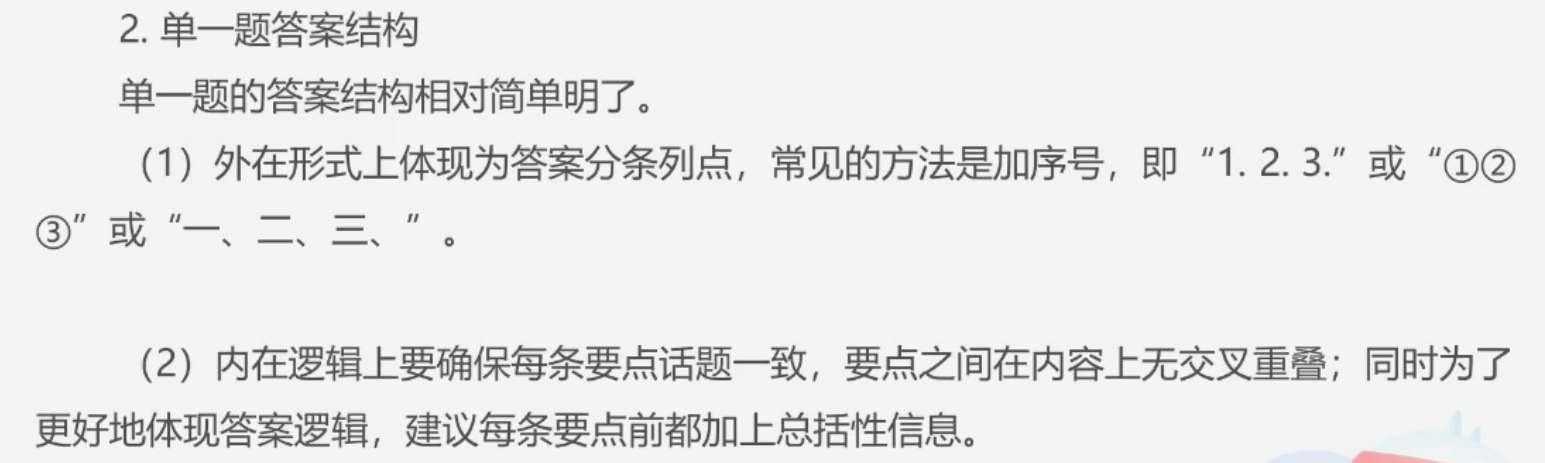 2. 单一题答案结构
单一题的答案结构相对简单明了。
（1）外在形式上体现为答案分条列点，常见的方法是加序号，即“1. 2. 3.”或“①②
③”或“一、二、三、”。
（2）内在逻辑上要确保每条要点话题一致，要点之间在内容上无交叉重叠；同时为了
更好地体现答案逻辑，建议每条要点前都加上总括性信息。